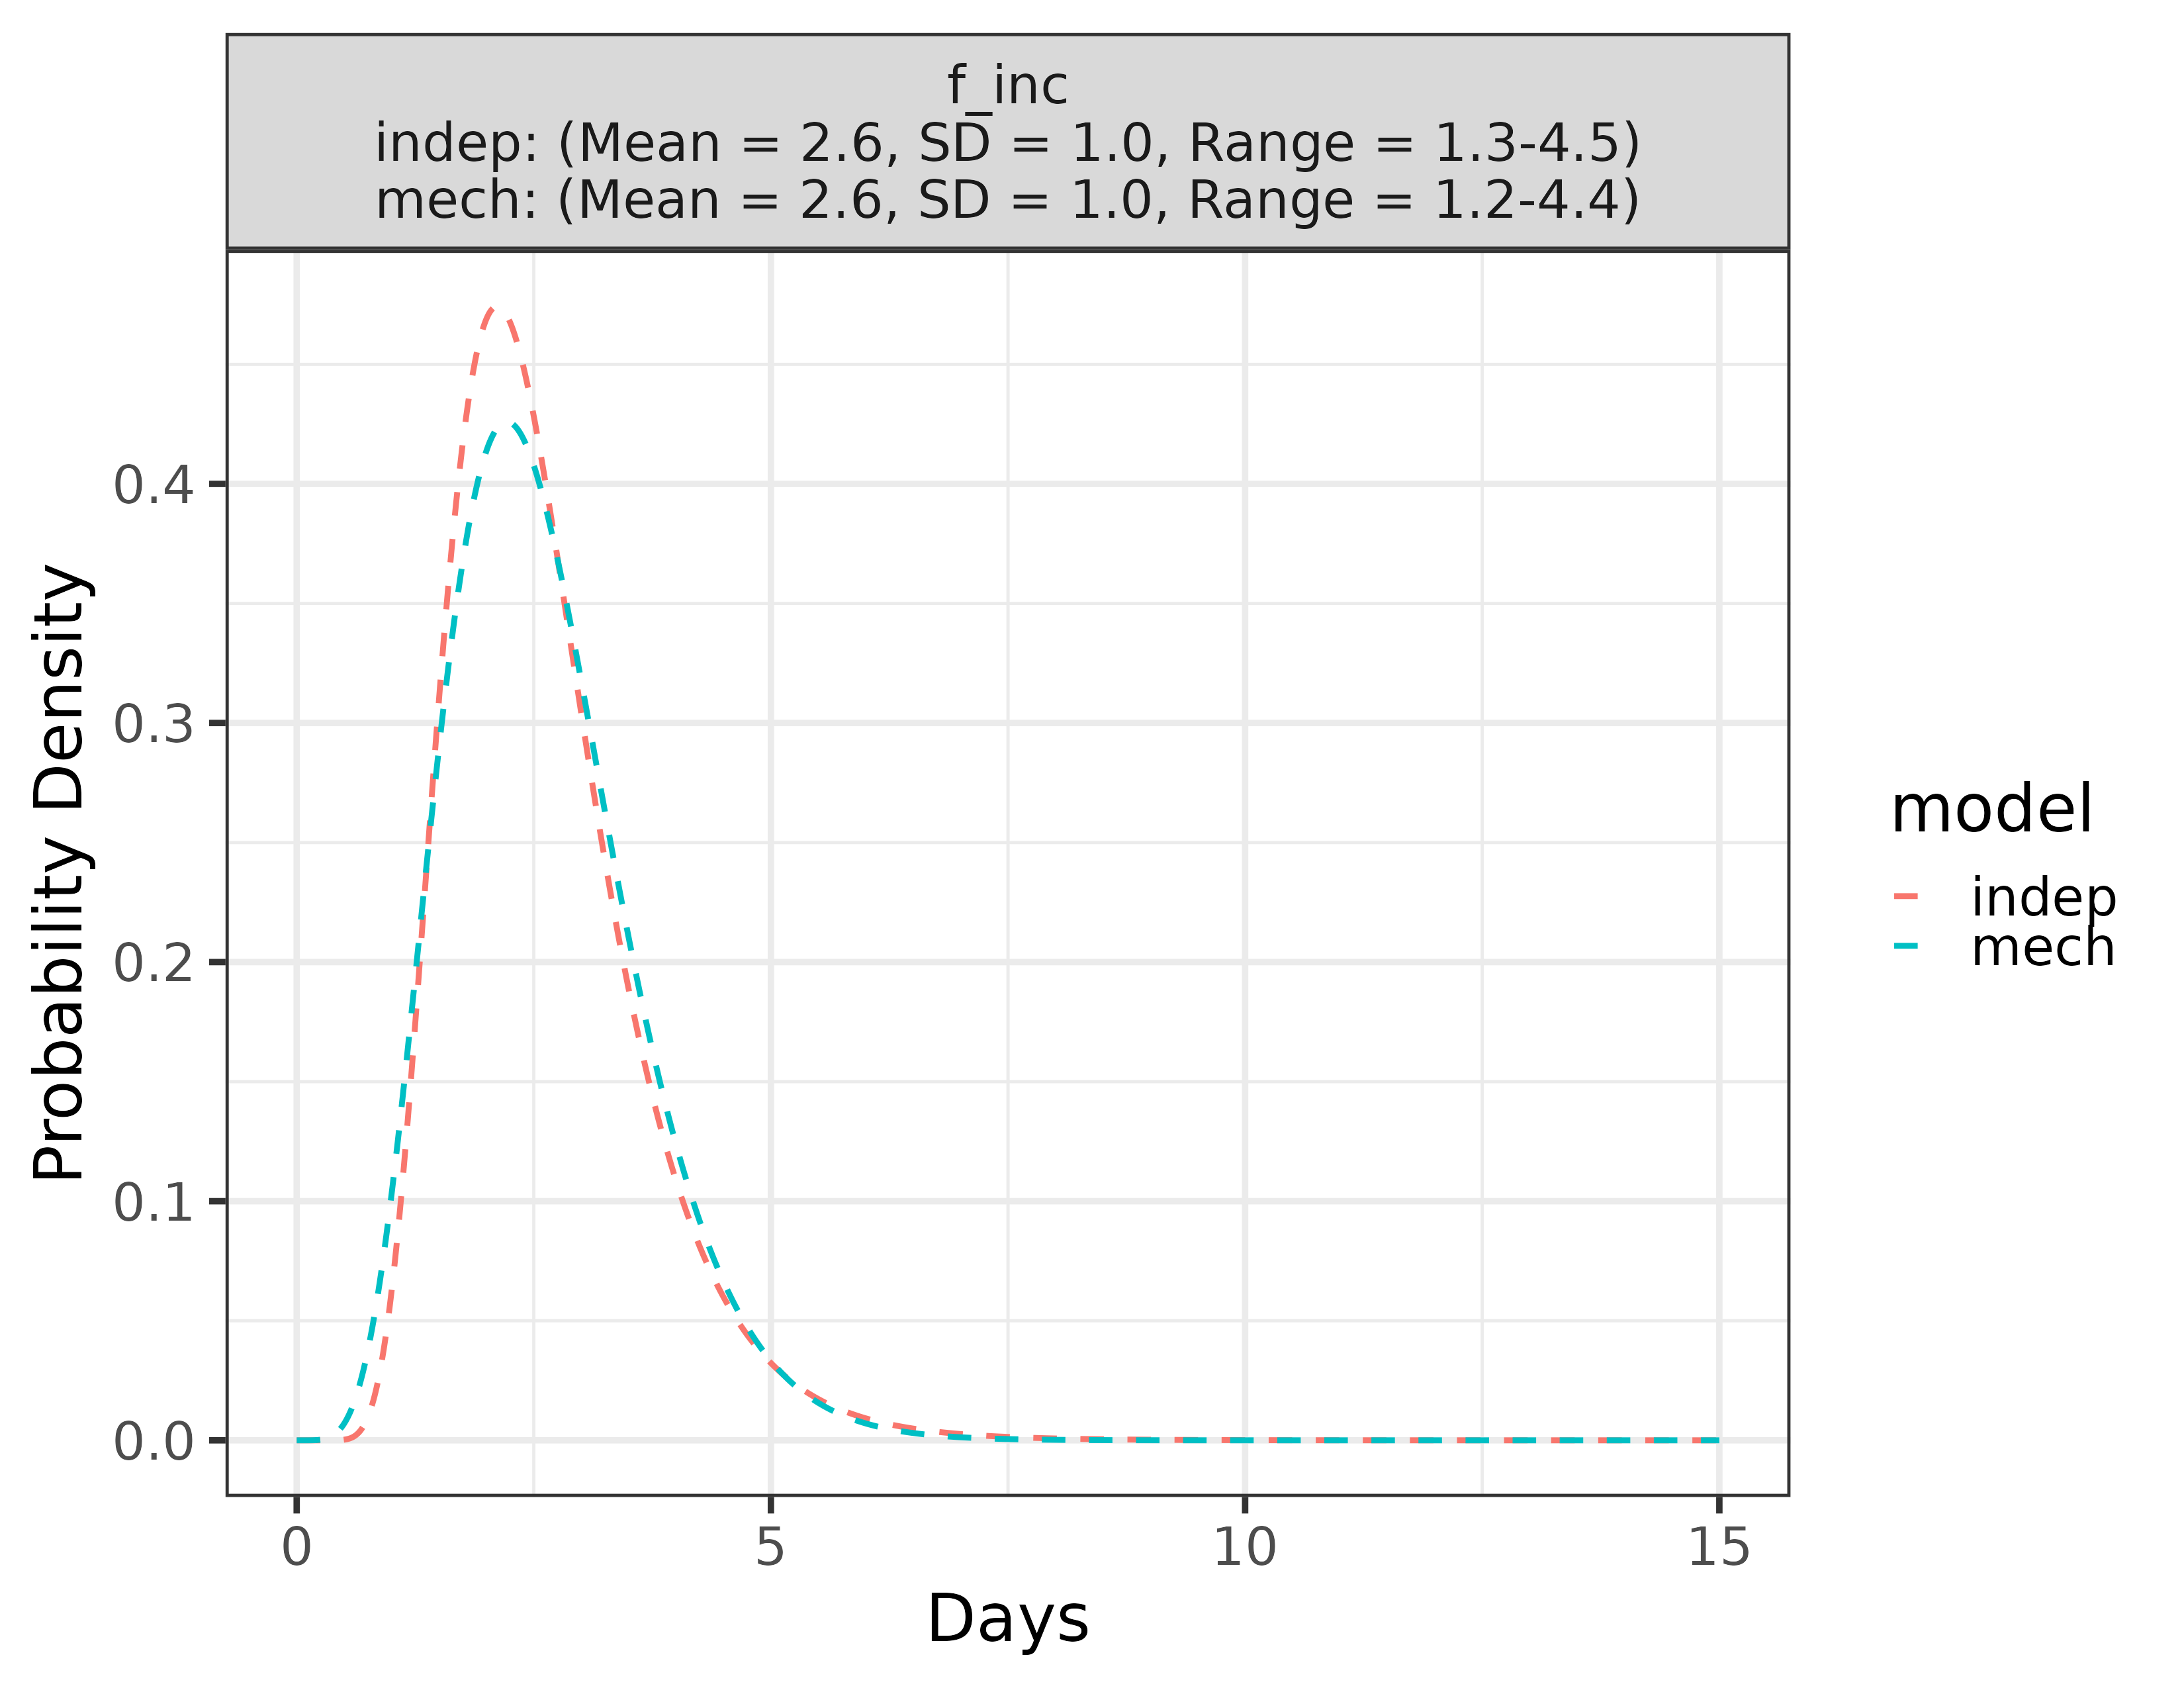 f_inc
indep: (Mean = 2.6, SD = 1.0, Range = 1.3-4.5)
mech: (Mean = 2.6, SD = 1.0, Range = 1.2-4.4)
Probability Density
0.4
0.3
0.2
0.1
0.0
0 5 10 15
Days
model
indep
mech